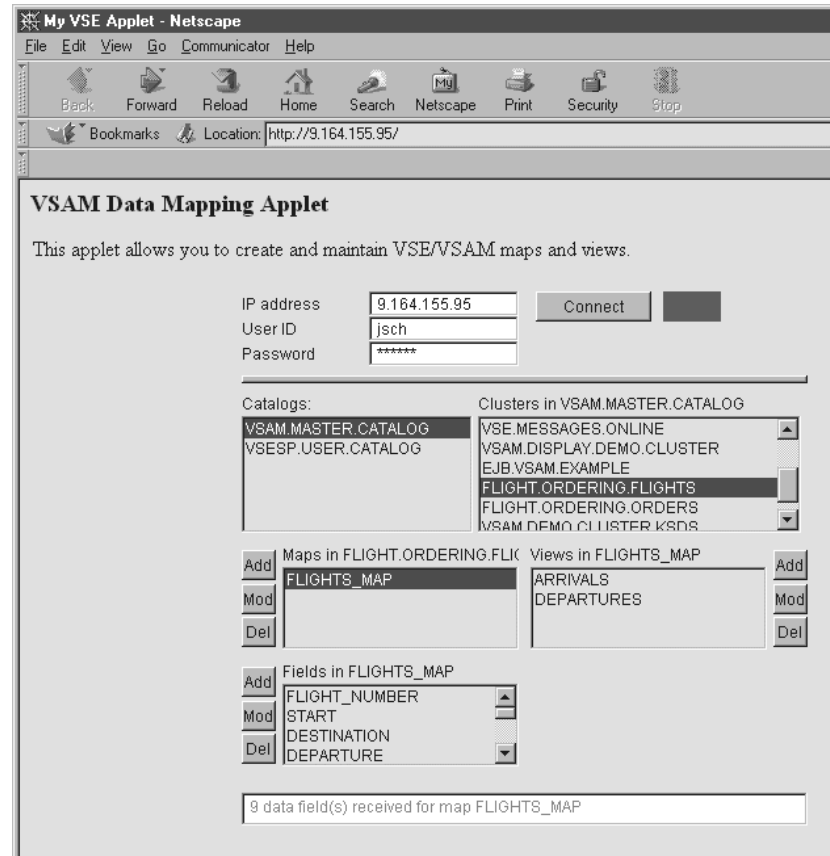 My VSE Applet - Netscape
File Edit View Go Communicator Help
Back Forward Reload Home Search Netscape Print Security Stop
Bookmarks Location: http://9.164.155.95/
VSAM Data Mapping Applet
This applet allows you to create and maintain VSE/VSAM maps and views.
IP address 9.164.155.95 Connect
User ID jsch
Password ******
Catalogs: Clusters in VSAM.MASTER.CATALOG
VSAM.MASTER.CATALOG VSE.MESSAGES.ONLINE
VSESP.USER.CATALOG VSAM.DISPLAY.DEMO.CLUSTER
EJB.VSAM.EXAMPLE
FLIGHT.ORDERING.FLIGHTS
FLIGHT.ORDERING.ORDERS
VSAM.DEMO.CLUSTER.KSDS
Add Maps in FLIGHT.ORDERING.FLI( Views in FLIGHTS_MAP Add
FLIGHTS_MAP ARRIVALS
Mod DEPARTURES Mod
Del Del
Add Fields in FLIGHTS_MAP
FLIGHT_NUMBER
Mod START
DESTINATION
Del DEPARTURE
9 data field(s) received for map FLIGHTS_MAP